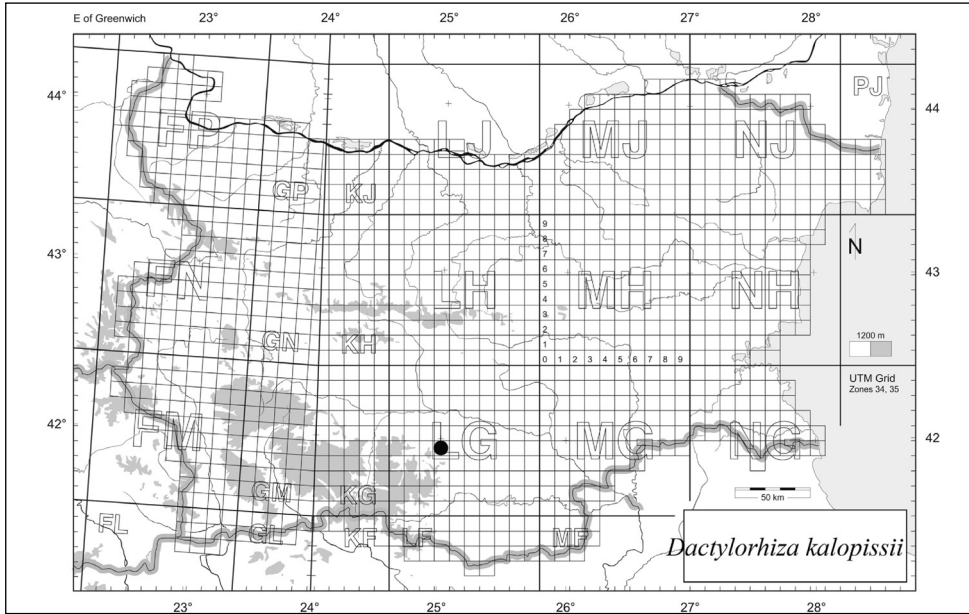 E of Greenwich 23° 24° 25° 26° 27° 28°
44° 44
PJ
FP LJ MJ NJ
GP KJ
43° 43
9
8
7
6
5
4
3
2
1
0 1 2 3 4 5 6 7 8 9
N
FN LH MH NH
GN KH
1200 m
UTM Grid
Zones 34, 35
42° 42
FM LG MG NG
GM KG
50 km
FL GL KF LF MF
Dactylorhiza kalopissii
23° 24° 25° 26° 27° 28°